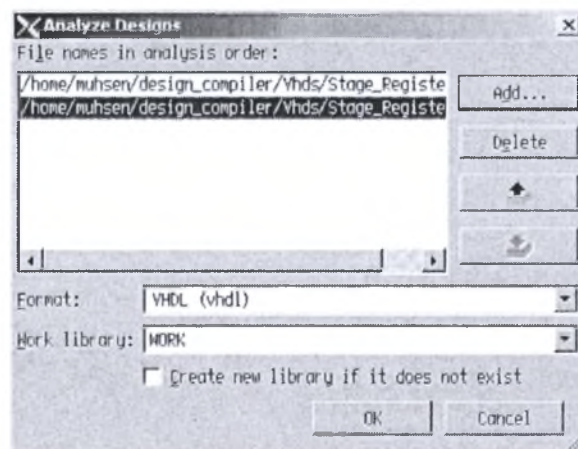 Analyze Designs
File names in analysis order:
/home/muhsen/design_compiler/Vhds/Stage_Registe
/home/muhsen/design_compiler/Vhds/Stage_Registe
Add...
Delete
Format: VHDL (vhdl)
Work library: WORK
Create new library if it does not exist
OK Cancel